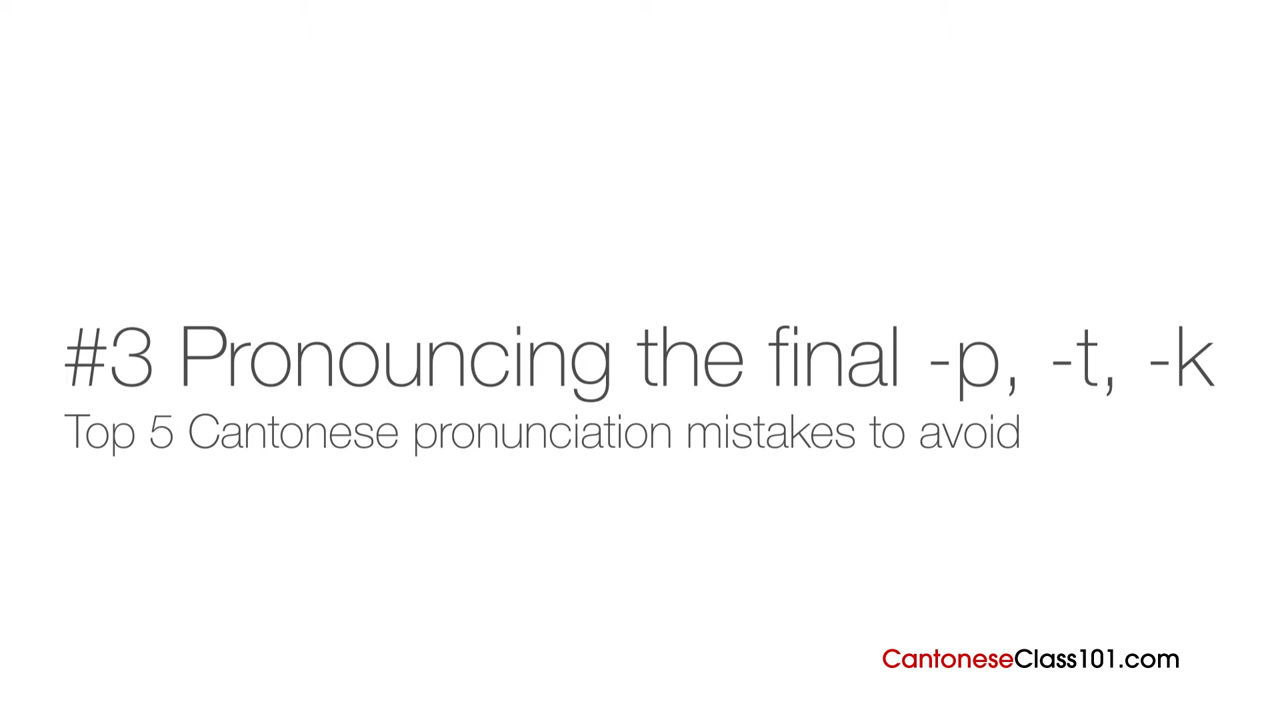 #3 Pronouncing the final -p, -t, -k
Top 5 Cantonese pronunciation mistakes to avoid
CantoneseClass101.com